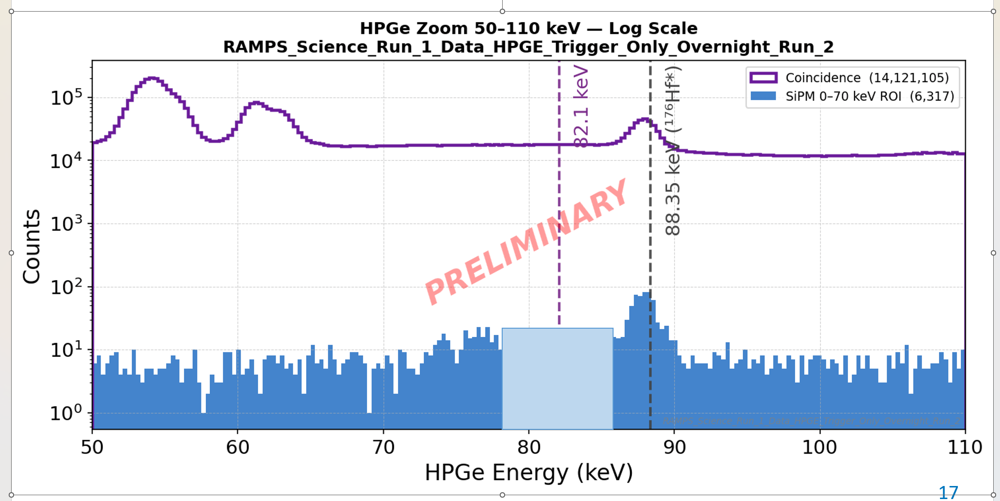 HPGe Zoom 50–110 keV — Log Scale
RAMPS_Science_Run_1_Data_HPGE_Trigger_Only_Overnight_Run_2
Coincidence (14,121,105)
SiPM 0–70 keV ROI (6,317)
82.1 keV
88.35 keV (¹⁷⁶Hf*)
PRELIMINARY
Counts
10⁵
10⁴
10³
10²
10¹
10⁰
RAMPS_Science_Run_1_Data_HPGE_Trigger_Only_Overnight_Run_2
50 60 70 80 90 100 110
HPGe Energy (keV)
17